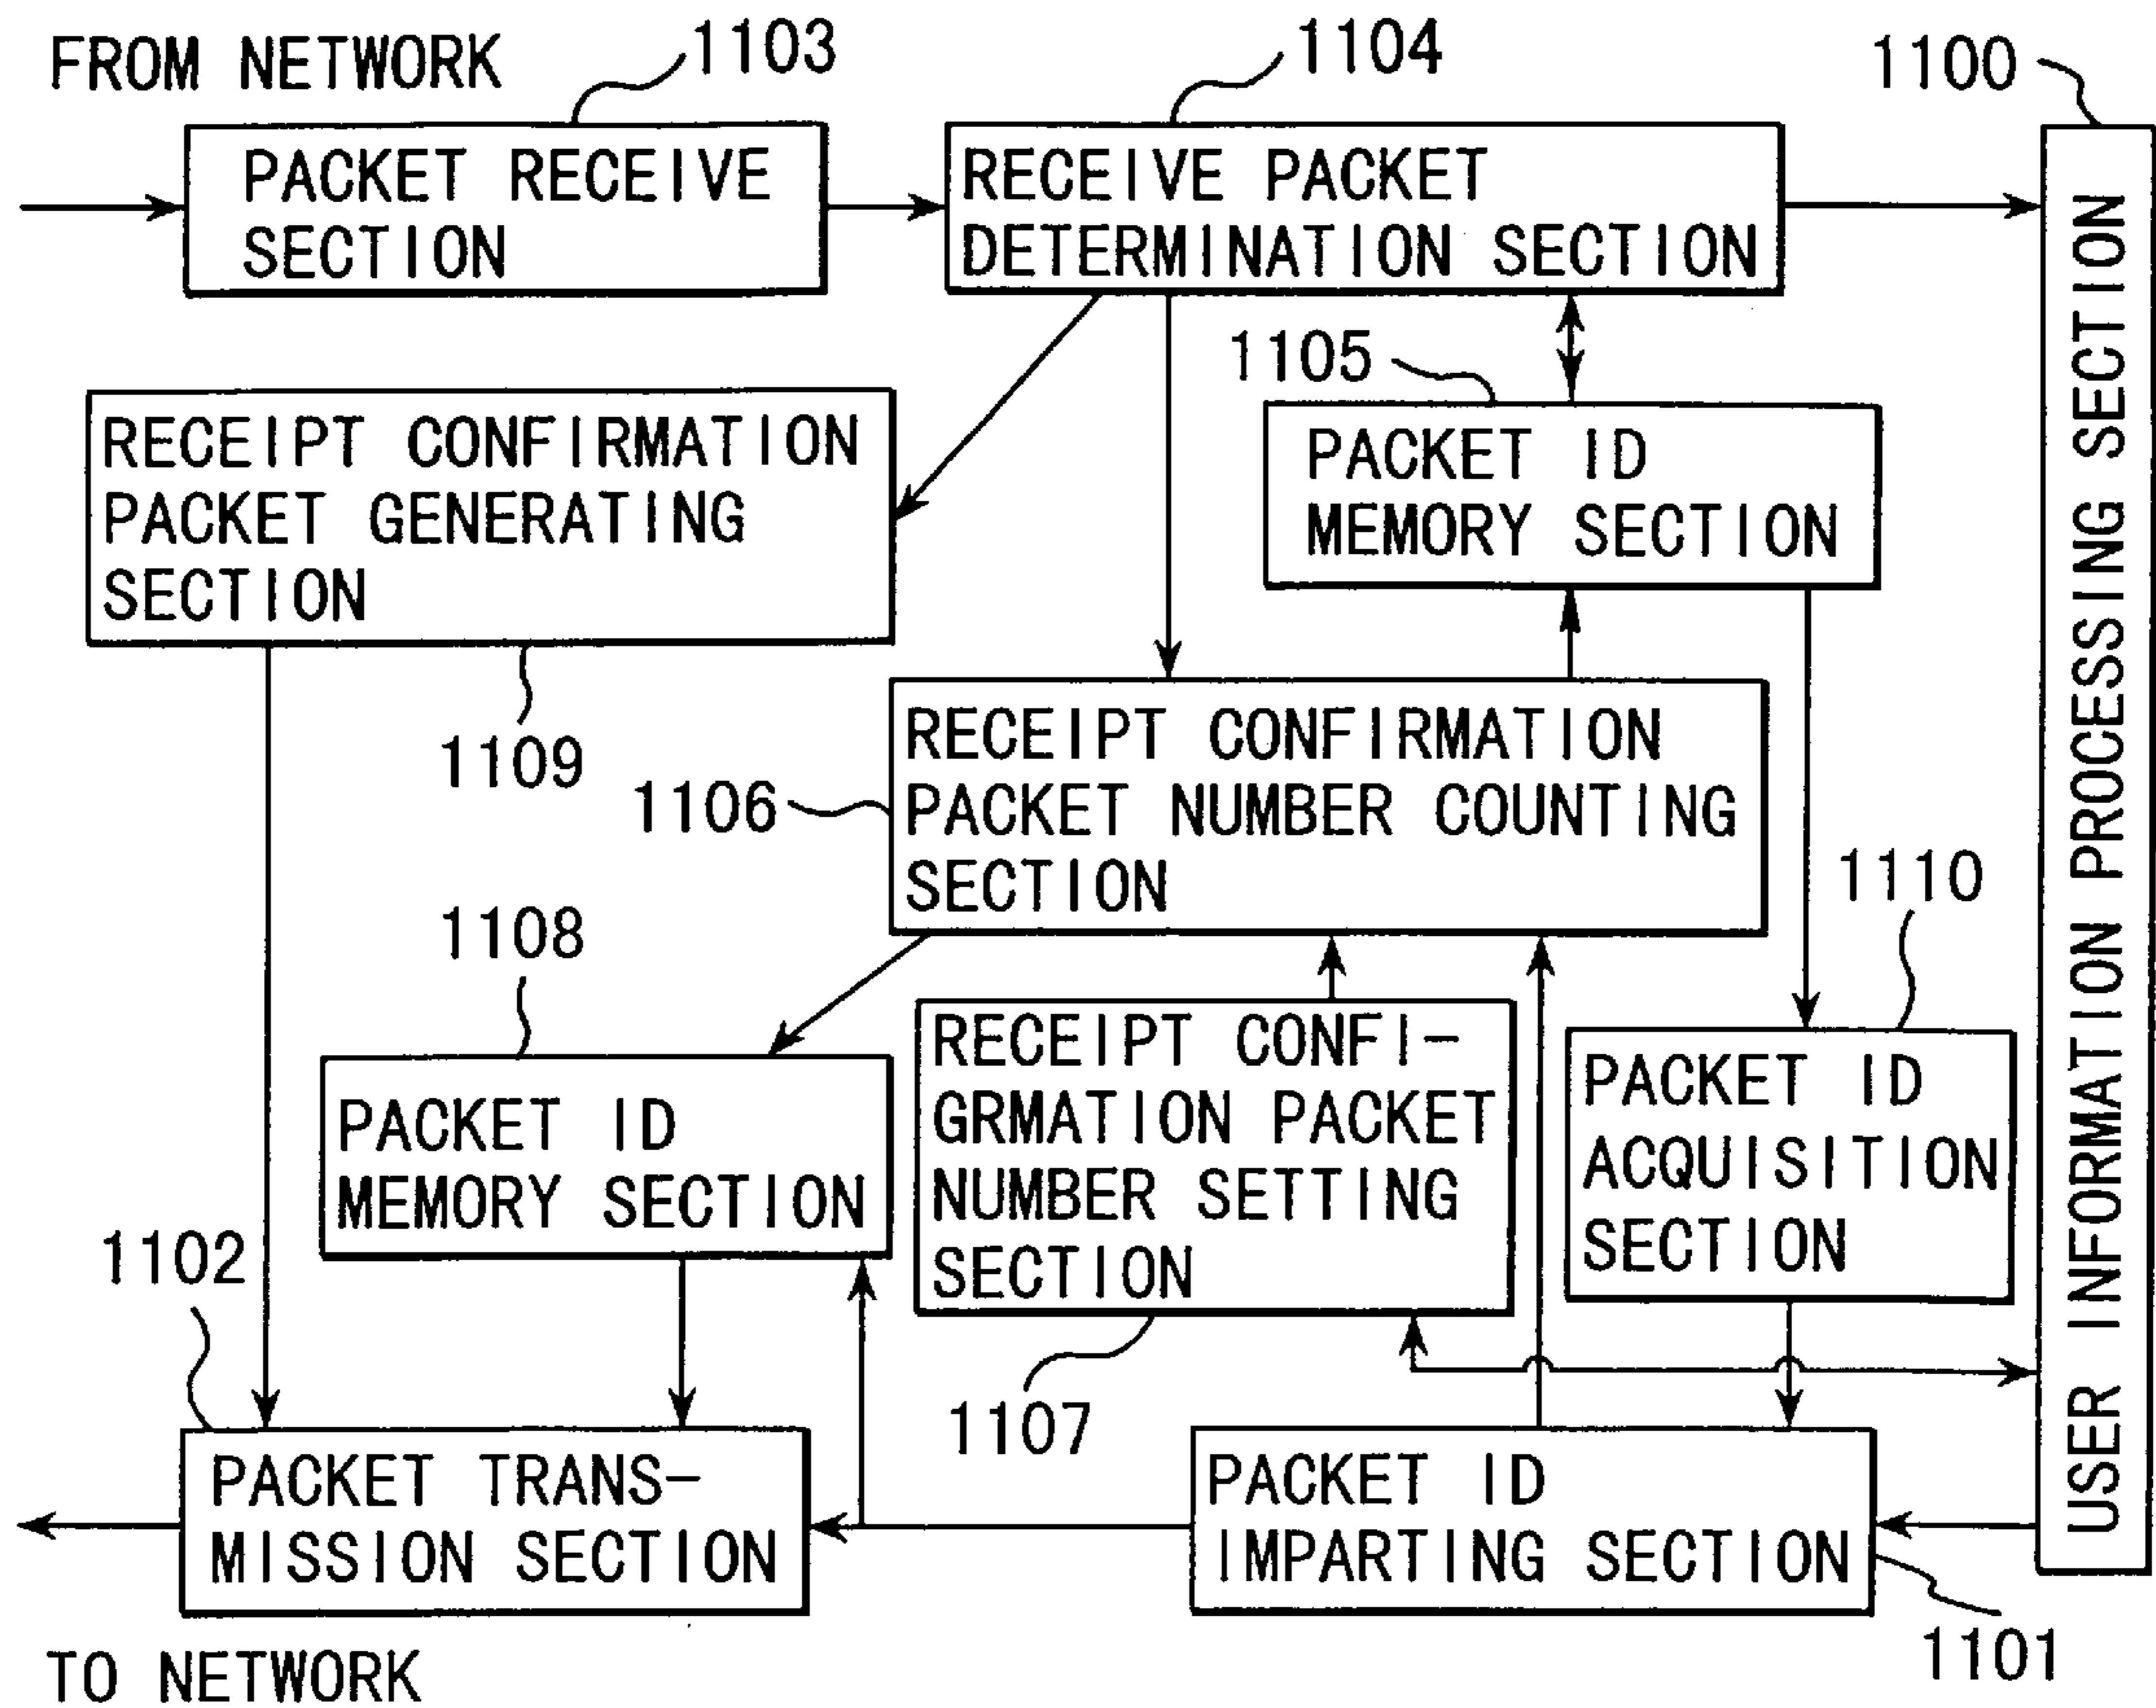 FROM NETWORK
1103
1104
1100
PACKET RECEIVE
SECTION
RECEIVE PACKET
DETERMINATION SECTION
USER INFORMATION PROCESSING SECTION
1105
RECEIPT CONFIRMATION
PACKET GENERATING
SECTION
PACKET ID
MEMORY SECTION
1109
1106
RECEIPT CONFIRMATION
PACKET NUMBER COUNTING
SECTION
1110
1108
PACKET ID
MEMORY SECTION
RECEIPT CONFI-
GRMATION PACKET
NUMBER SETTING
SECTION
PACKET ID
ACQUISITION
SECTION
1102
1107
PACKET TRANS-
MISSION SECTION
PACKET ID
IMPARTING SECTION
1101
TO NETWORK